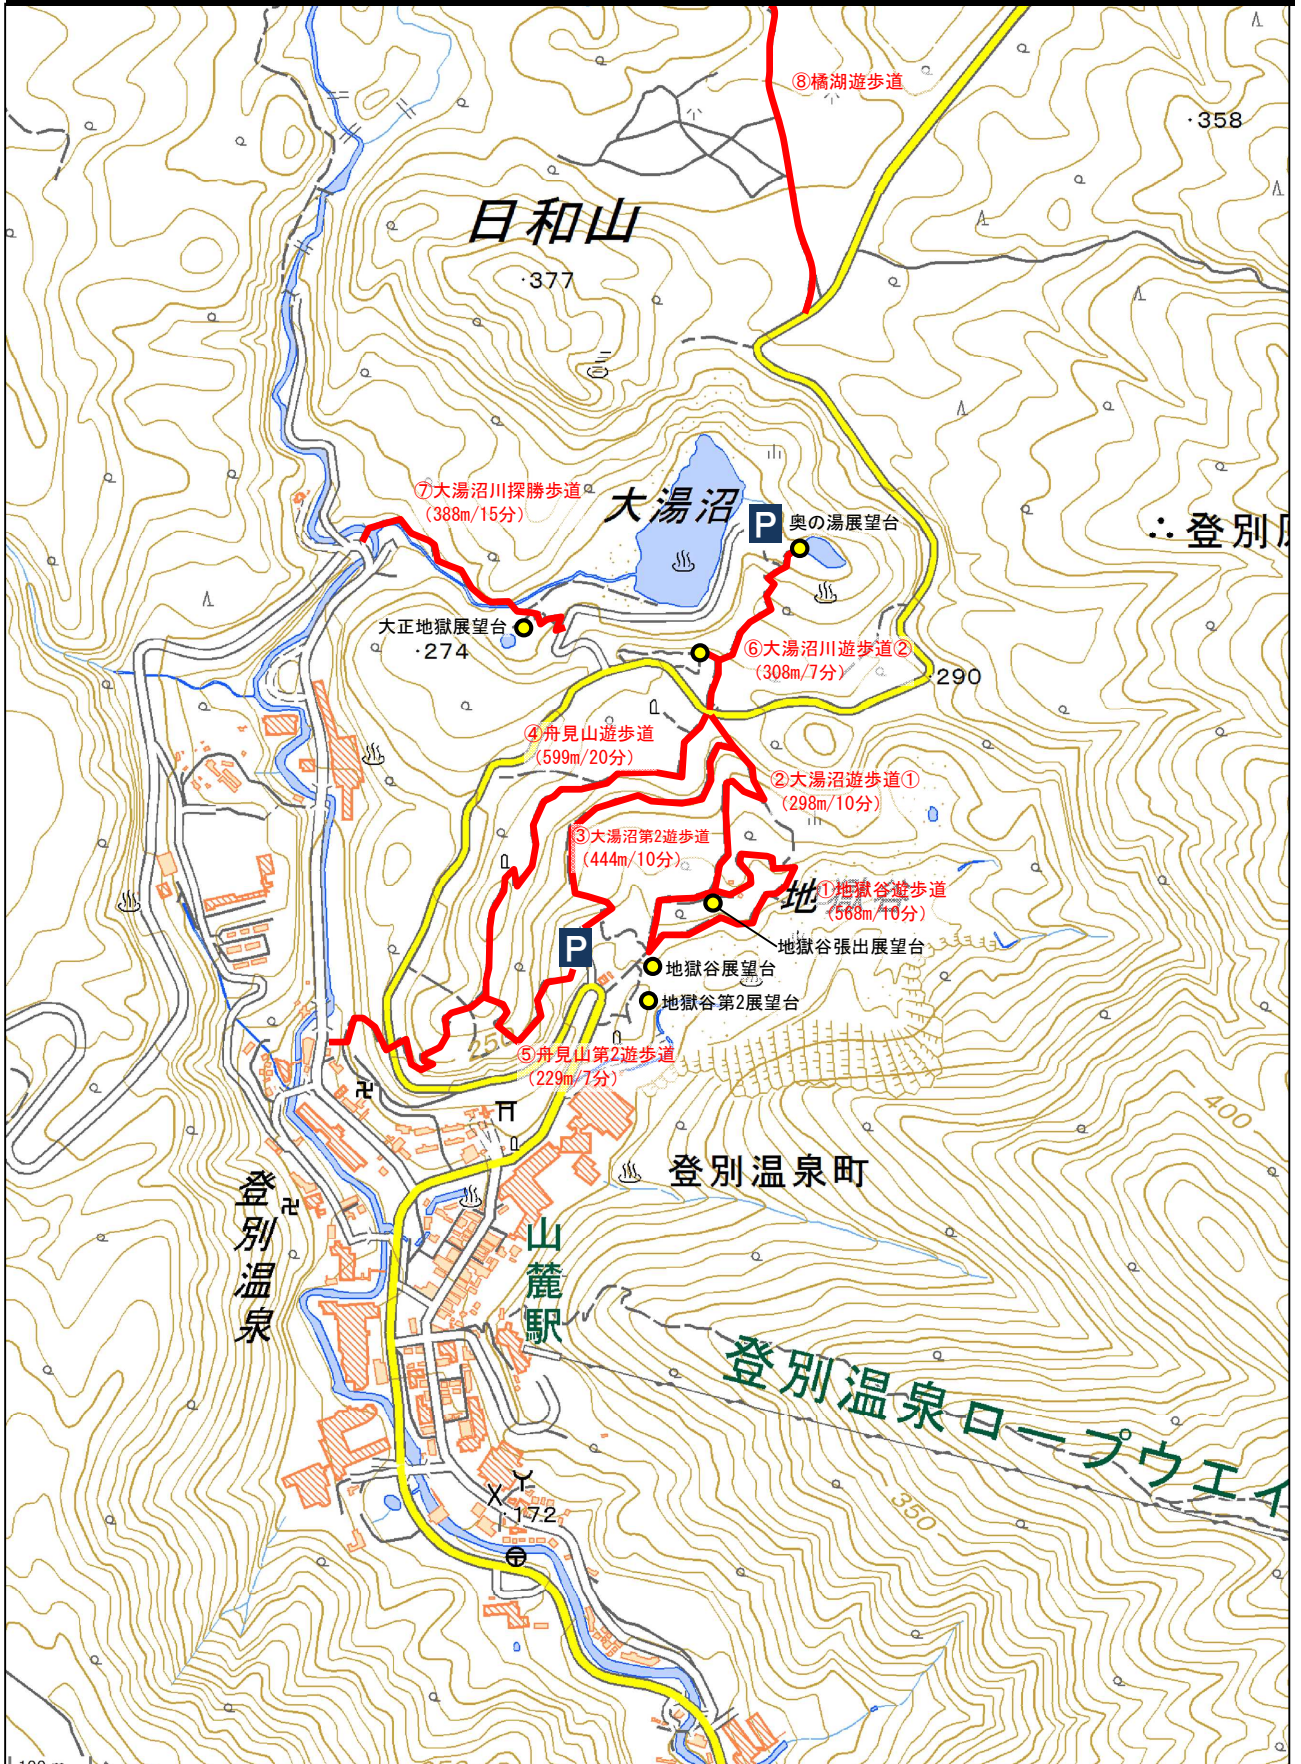 ⑧橘湖遊歩道
・358
日和山
・377
⑦大湯沼川探勝歩道
（388m/15分）
大湯沼
P
奥の湯展望台
∴登別原
大正地獄展望台
・274
⑥大湯沼川遊歩道②
（308m/7分）
・290
④舟見山遊歩道
（599m/20分）
②大湯沼遊歩道①
（298m/10分）
③大湯沼第2遊歩道
（444m/10分）
地
①地獄谷遊歩道
（568m/10分）
P
地獄谷張出展望台
地獄谷展望台
地獄谷第2展望台
250
⑤舟見山第2遊歩道
（229m/7分）
400
登別温泉町
登別温泉
山麓駅
登別温泉ロープウエイ
350
・172